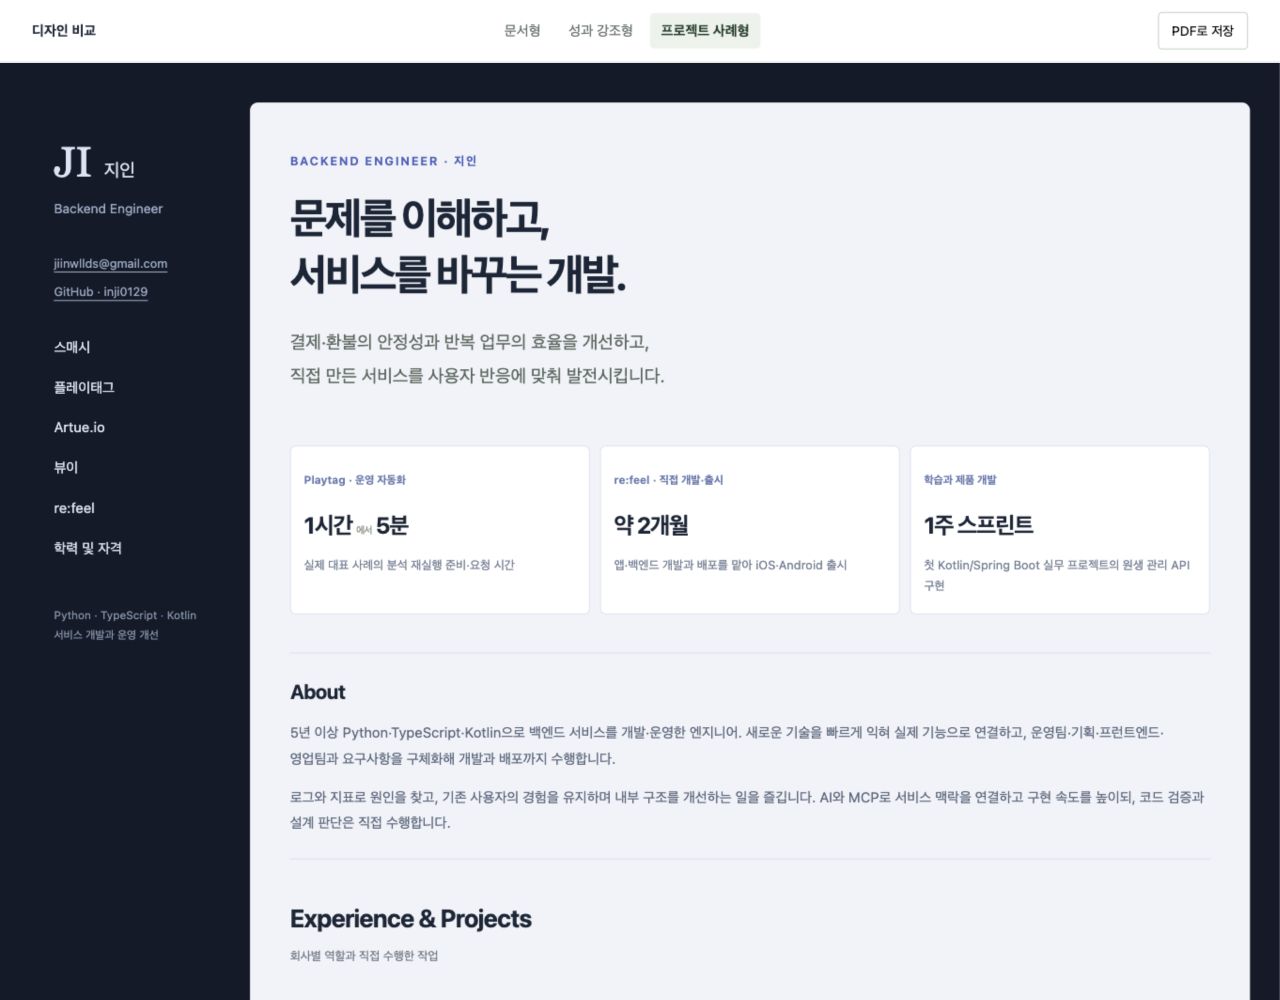 디자인 비교
문서형
성과 강조형
프로젝트 사례형
PDF로 저장
JI 지인
Backend Engineer
jiinwllds@gmail.com
GitHub · inji0129
스매시
플레이태그
Artue.io
뷰이
re:feel
학력 및 자격
Python · TypeScript · Kotlin
서비스 개발과 운영 개선
BACKEND ENGINEER · 지인
문제를 이해하고,
서비스를 바꾸는 개발.
결제·환불의 안정성과 반복 업무의 효율을 개선하고,
직접 만든 서비스를 사용자 반응에 맞춰 발전시킵니다.
Playtag · 운영 자동화
1시간 에서 5분
실제 대표 사례의 분석 재실행 준비·요청 시간
re:feel · 직접 개발·출시
약 2개월
앱·백엔드 개발과 배포를 맡아 iOS·Android 출시
학습과 제품 개발
1주 스프린트
첫 Kotlin/Spring Boot 실무 프로젝트의 원생 관리 API
구현
About
5년 이상 Python·TypeScript·Kotlin으로 백엔드 서비스를 개발·운영한 엔지니어. 새로운 기술을 빠르게 익혀 실제 기능으로 연결하고, 운영팀·기획·프런트엔드·
영업팀과 요구사항을 구체화해 개발과 배포까지 수행합니다.
로그와 지표로 원인을 찾고, 기존 사용자의 경험을 유지하며 내부 구조를 개선하는 일을 즐깁니다. AI와 MCP로 서비스 맥락을 연결하고 구현 속도를 높이되, 코드 검증과
설계 판단은 직접 수행합니다.
Experience & Projects
회사별 역할과 직접 수행한 작업